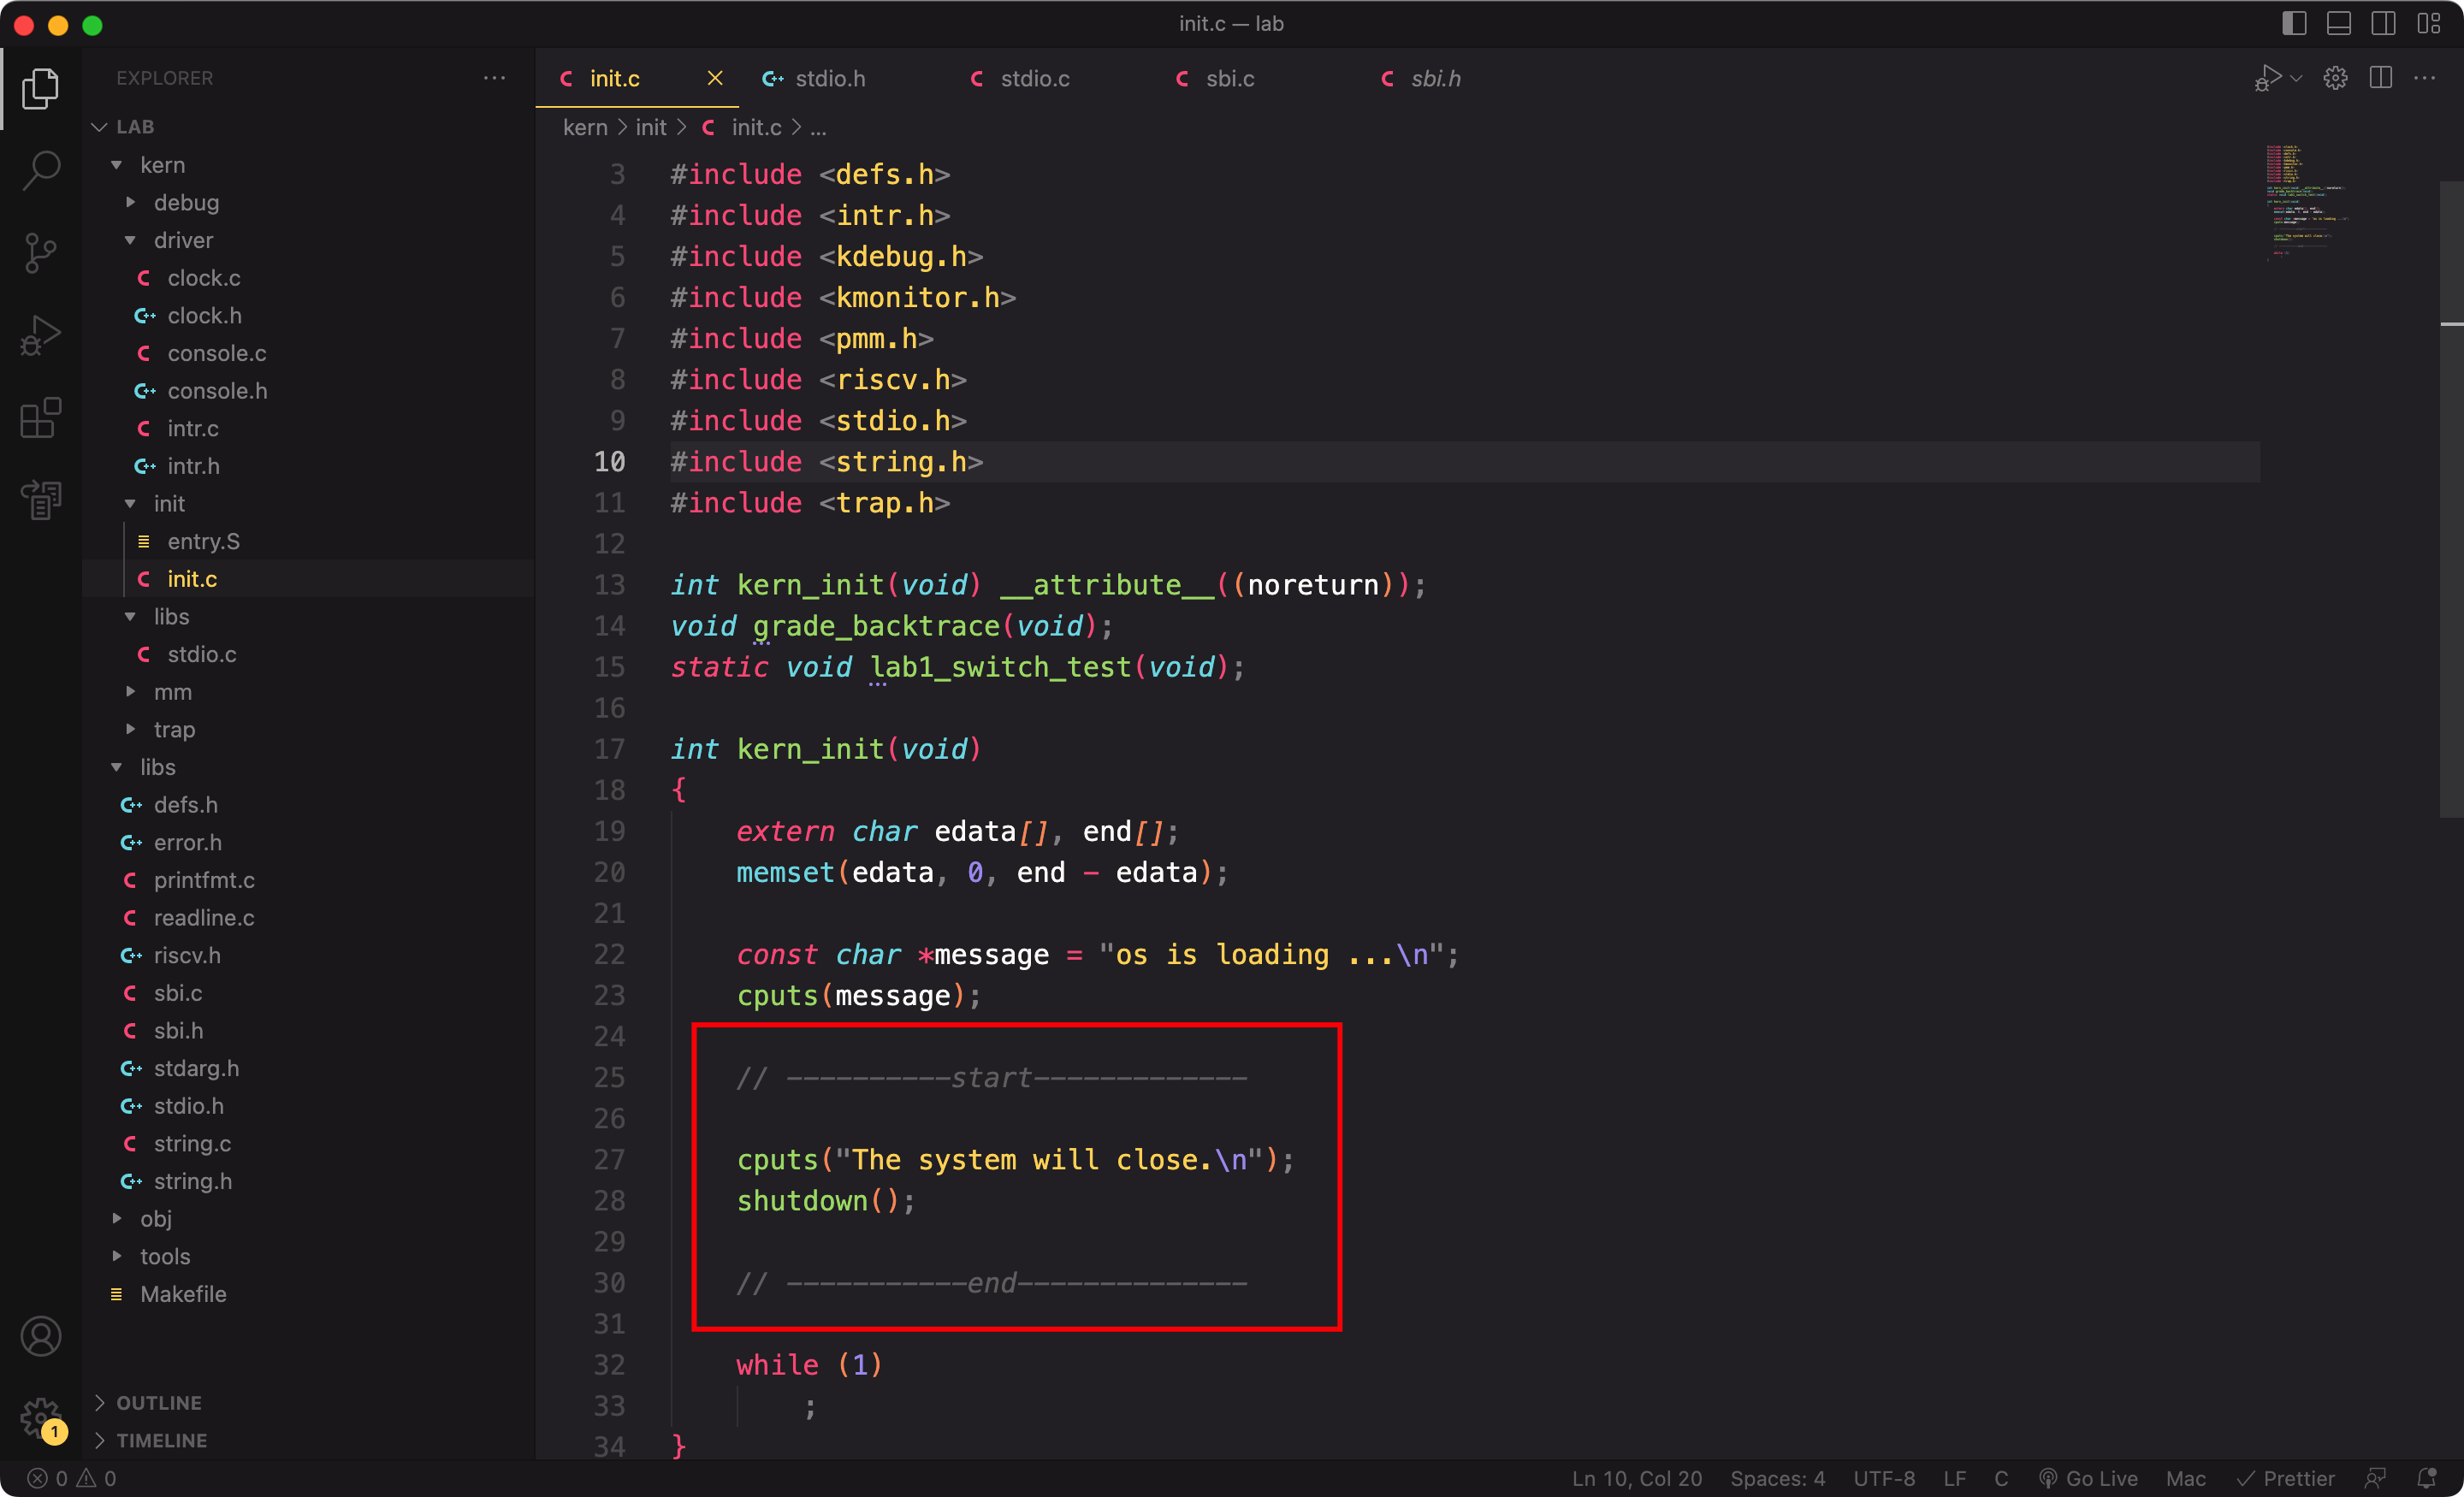 init.c — lab
EXPLORER
LAB
kern
debug
driver
clock.c
clock.h
console.c
console.h
intr.c
intr.h
init
entry.S
init.c
libs
stdio.c
mm
trap
libs
defs.h
error.h
printfmt.c
readline.c
riscv.h
sbi.c
sbi.h
stdarg.h
stdio.h
string.c
string.h
obj
tools
Makefile
OUTLINE
TIMELINE
init.c stdio.h stdio.c sbi.c sbi.h
kern > init > init.c > ...
3 #include <defs.h>
4 #include <intr.h>
5 #include <kdebug.h>
6 #include <kmonitor.h>
7 #include <pmm.h>
8 #include <riscv.h>
9 #include <stdio.h>
10 #include <string.h>
11 #include <trap.h>
12
13 int kern_init(void) __attribute__((noreturn));
14 void grade_backtrace(void);
15 static void lab1_switch_test(void);
16
17 int kern_init(void)
18 {
19 extern char edata[], end[];
20 memset(edata, 0, end - edata);
21
22 const char *message = "os is loading ...\n";
23 cputs(message);
24
25 // ----------start-------------
26
27 cputs("The system will close.\n");
28 shutdown();
29
30 // -----------end--------------
31
32 while (1)
33 ;
34 }
1
0 0
Ln 10, Col 20 Spaces: 4 UTF-8 LF C Go Live Mac Prettier